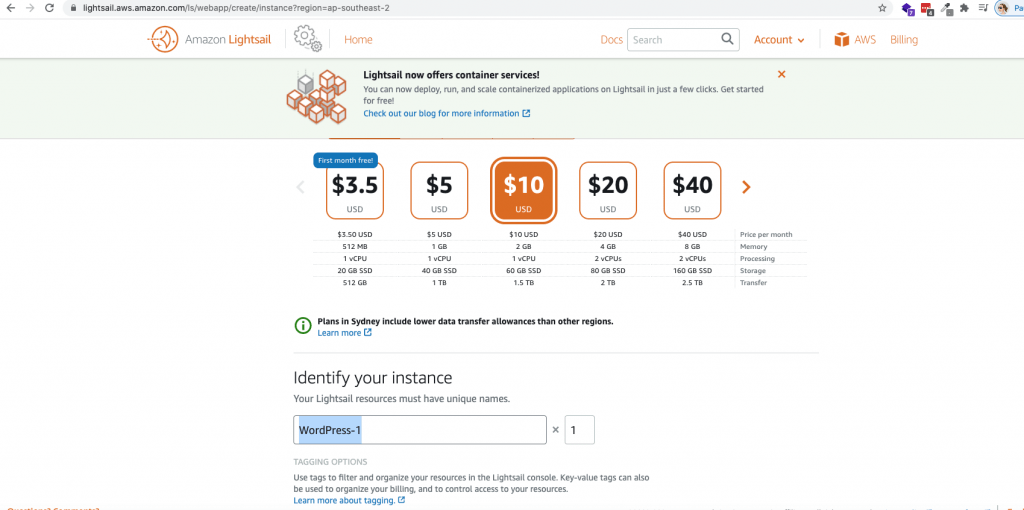 lightsail.aws.amazon.com/ls/webapp/create/instance?region=ap-southeast-2
Pa
Amazon Lightsail
Home
Docs
Search
Account
AWS
Billing
Lightsail now offers container services!
You can now deploy, run, and scale containerized applications on Lightsail in just a few clicks. Get started
for free!
Check out our blog for more information
First month free!
$3.5 $5 $10 $20 $40
USD USD USD USD USD
$3.50 USD $5 USD $10 USD $20 USD $40 USD Price per month
512 MB 1 GB 2 GB 4 GB 8 GB Memory
1 vCPU 1 vCPU 1 vCPU 2 vCPUs 2 vCPUs Processing
20 GB SSD 40 GB SSD 60 GB SSD 80 GB SSD 160 GB SSD Storage
512 GB 1 TB 1.5 TB 2 TB 2.5 TB Transfer
Plans in Sydney include lower data transfer allowances than other regions.
Learn more
Identify your instance
Your Lightsail resources must have unique names.
WordPress-1 × 1
TAGGING OPTIONS
Use tags to filter and organize your resources in the Lightsail console. Key-value tags can also
be used to organize your billing, and to control access to your resources.
Learn more about tagging.